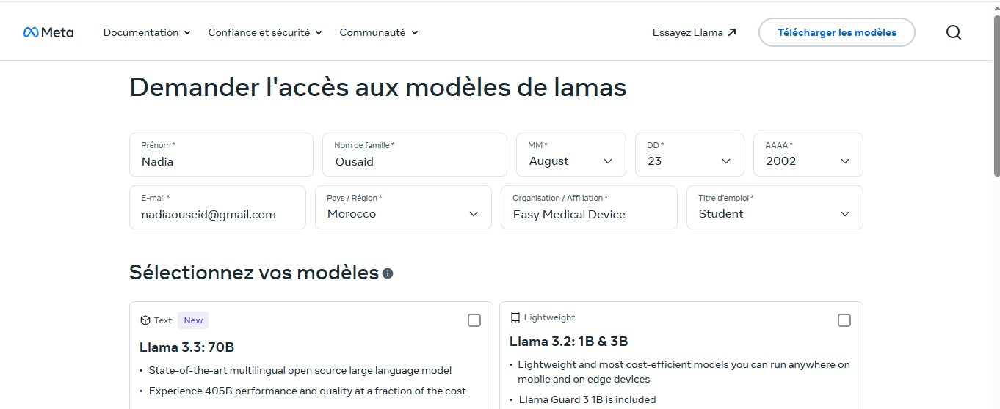 Meta Documentation Confiance et sécurité Communauté Essayez Llama Télécharger les modèles
Demander l'accès aux modèles de lamas
Prénom * Nom de famille * MM * DD * AAAA *
Nadia Ousaid August 23 2002
E-mail * Pays / Région * Organisation / Affiliation * Titre d'emploi *
nadiaouseid@gmail.com Morocco Easy Medical Device Student
Sélectionnez vos modèles
Text New
Llama 3.3: 70B
• State-of-the-art multilingual open source large language model
• Experience 405B performance and quality at a fraction of the cost
Lightweight
Llama 3.2: 1B & 3B
• Lightweight and most cost-efficient models you can run anywhere on
mobile and on edge devices
• Llama Guard 3 1B is included